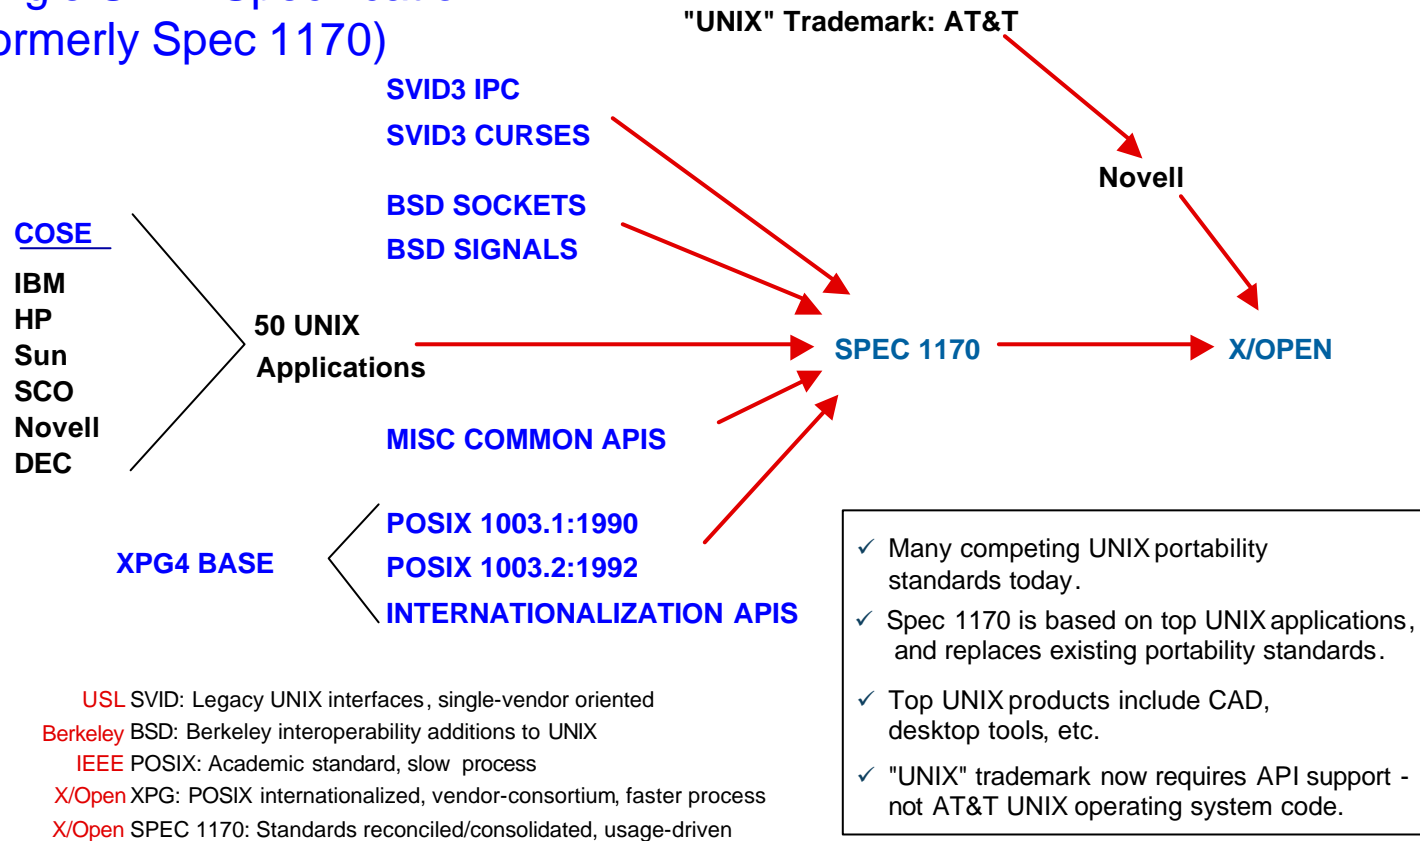 ormerly Spec 1170)
"UNIX" Trademark: AT&T
SVID3 IPC
SVID3 CURSES
Novell
BSD SOCKETS
BSD SIGNALS
COSE
IBM
HP
Sun
SCO
Novell
DEC
50 UNIX
Applications
SPEC 1170
X/OPEN
MISC COMMON APIS
XPG4 BASE
POSIX 1003.1:1990
POSIX 1003.2:1992
INTERNATIONALIZATION APIS
✓ Many competing UNIX portability
standards today.
✓ Spec 1170 is based on top UNIX applications,
and replaces existing portability standards.
✓ Top UNIX products include CAD,
desktop tools, etc.
✓ "UNIX" trademark now requires API support -
not AT&T UNIX operating system code.
USL SVID: Legacy UNIX interfaces, single-vendor oriented
Berkeley BSD: Berkeley interoperability additions to UNIX
IEEE POSIX: Academic standard, slow process
X/Open XPG: POSIX internationalized, vendor-consortium, faster process
X/Open SPEC 1170: Standards reconciled/consolidated, usage-driven